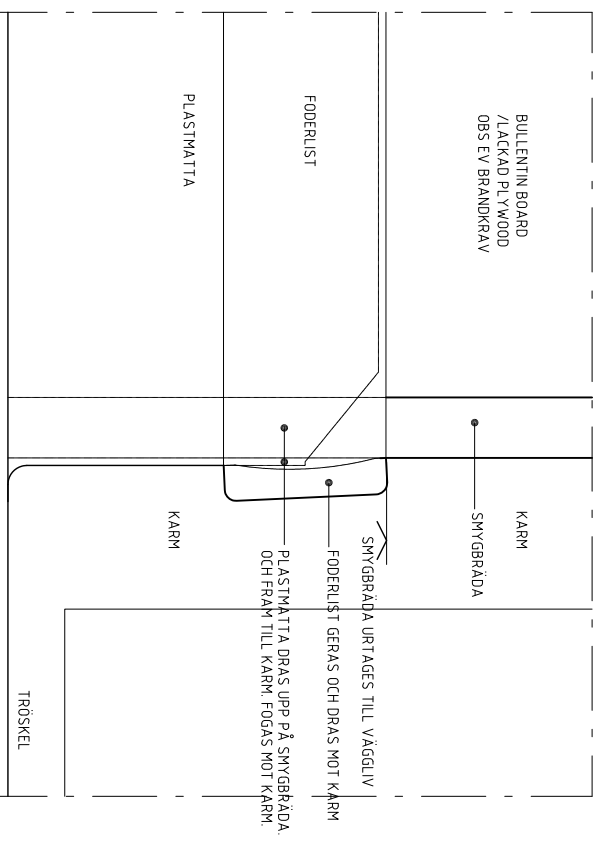 BULLENTIN BOARD
/LACKAD PLYWOOD
OBS EV BRANDKRAV
FODERLIST
PLASTMATTA
KARM
SMYGBRÄDA
SMYGBRÄDA URTAGES TILL VÄGGLIV
FODERLIST GERAS OCH DRAS MOT KARM
PLASTMATTA DRAS UPP PÅ SMYGBRÄDA.
OCH FRAM TILL KARM. FOGAS MOT KARM.
KARM
TRÖSKEL